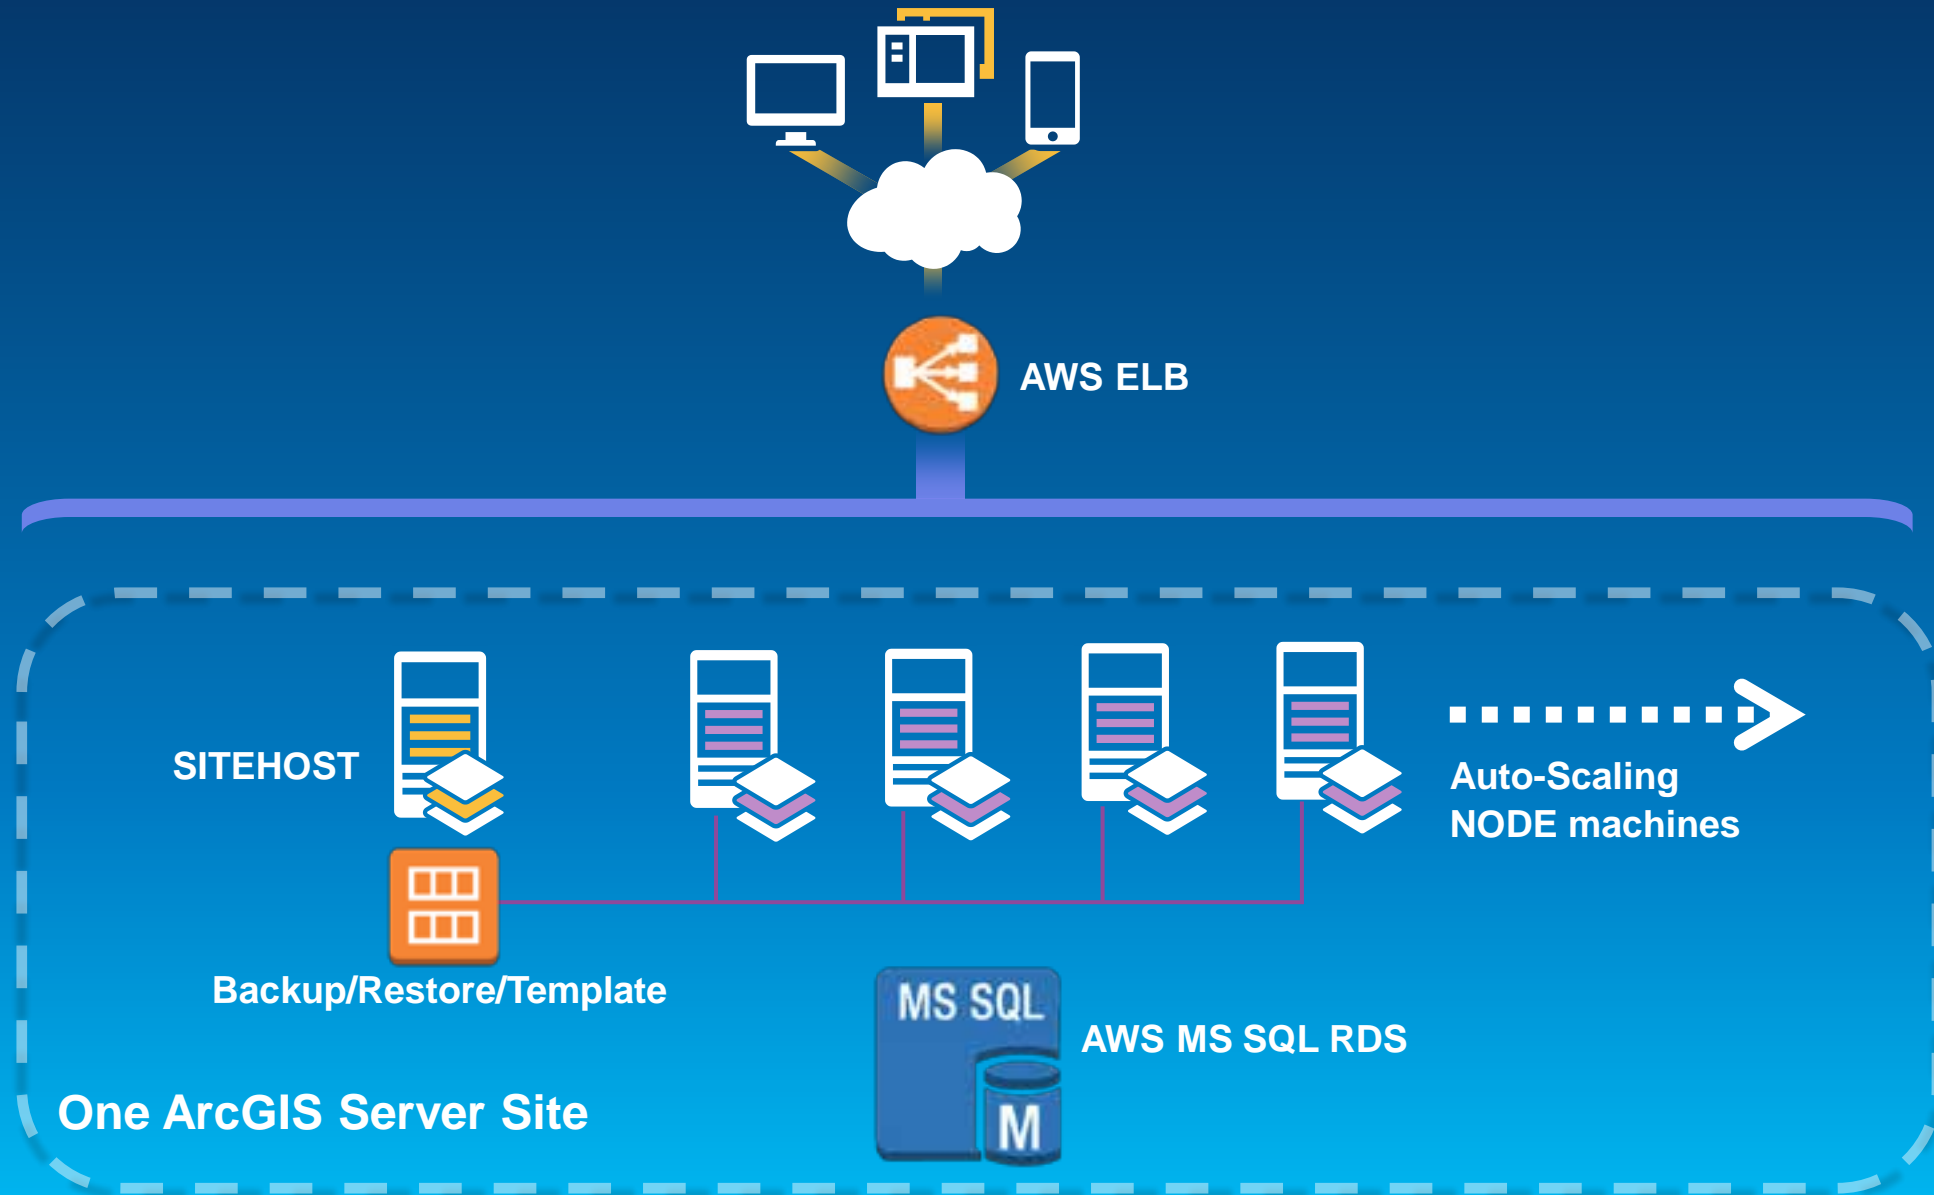 AWS ELB
SITEHOST
Auto-Scaling
NODE machines
Backup/Restore/Template
MS SQL
AWS MS SQL RDS
M
One ArcGIS Server Site